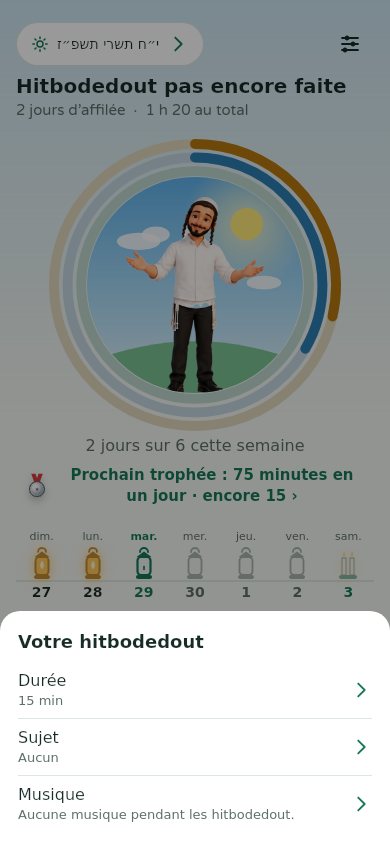 י״ח תשרי תשפ״ז
Hitbodedout pas encore faite
2 jours d'affilée · 1 h 20 au total
2 jours sur 6 cette semaine
Prochain trophée : 75 minutes en
un jour · encore 15 ›
dim. lun. mar. mer. jeu. ven. sam.
27 28 29 30 1 2 3
Votre hitbodedout
Durée
15 min
Sujet
Aucun
Musique
Aucune musique pendant les hitbodedout.